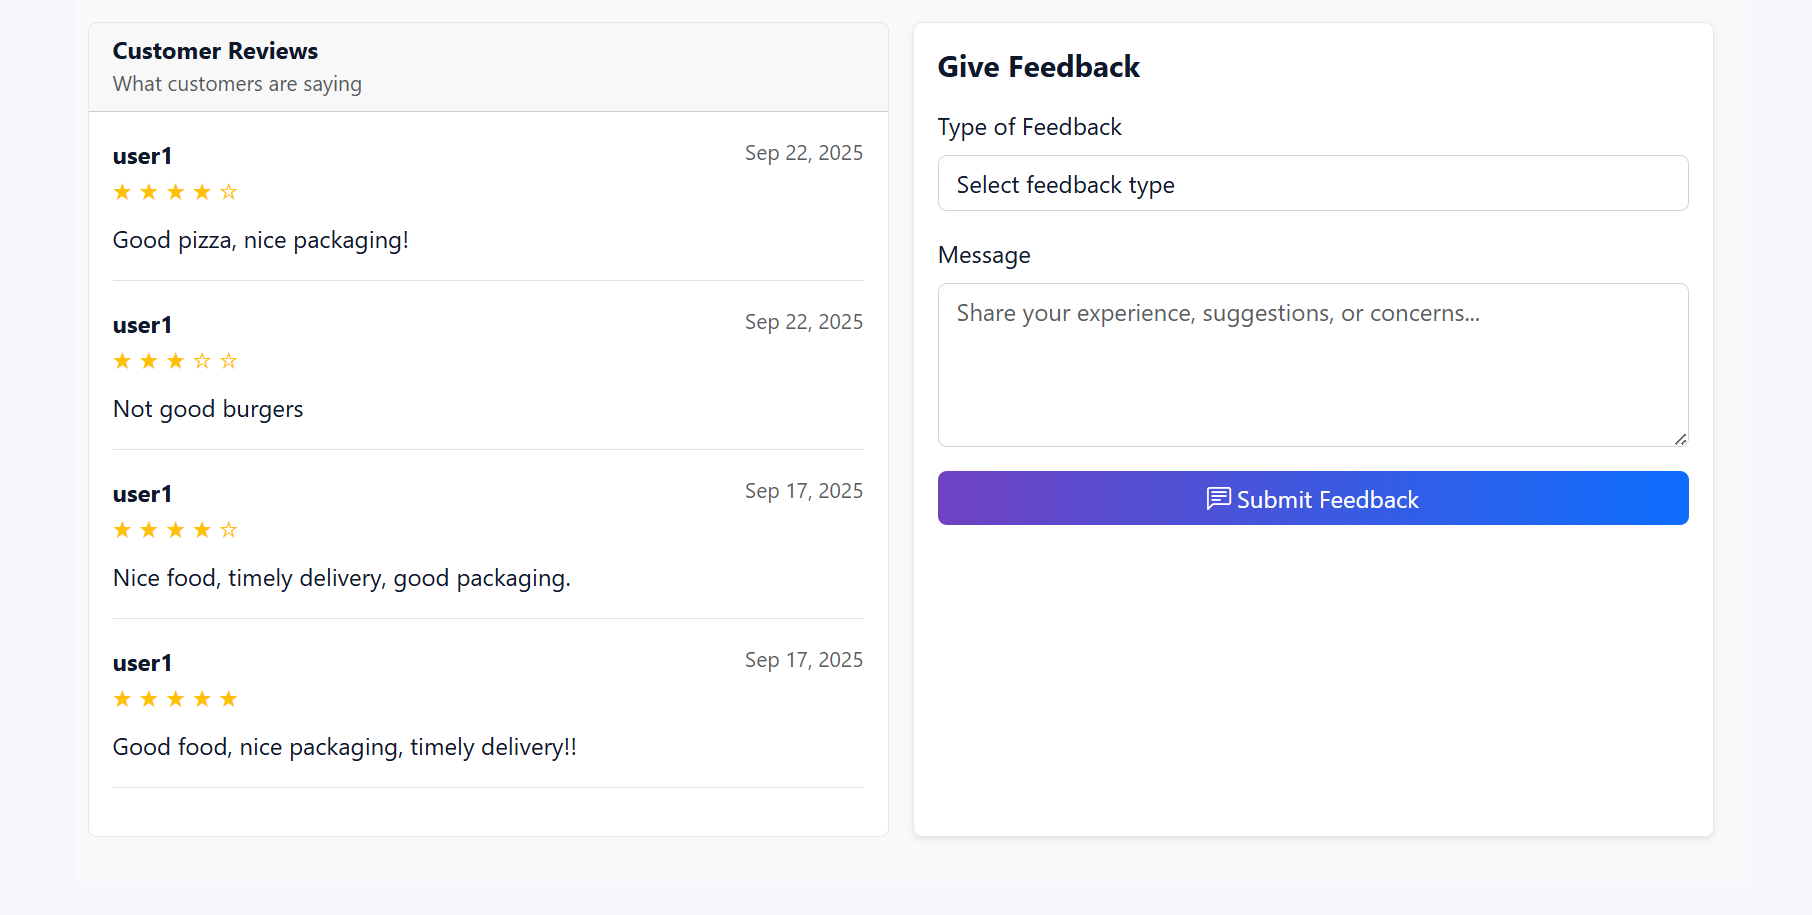 Customer Reviews
What customers are saying
user1
Sep 22, 2025
★ ★ ★ ★ ☆
Good pizza, nice packaging!
user1
Sep 22, 2025
★ ★ ★ ☆ ☆
Not good burgers
user1
Sep 17, 2025
★ ★ ★ ★ ☆
Nice food, timely delivery, good packaging.
user1
Sep 17, 2025
★ ★ ★ ★ ★
Good food, nice packaging, timely delivery!!
Give Feedback
Type of Feedback
Select feedback type
Message
Share your experience, suggestions, or concerns...
Submit Feedback